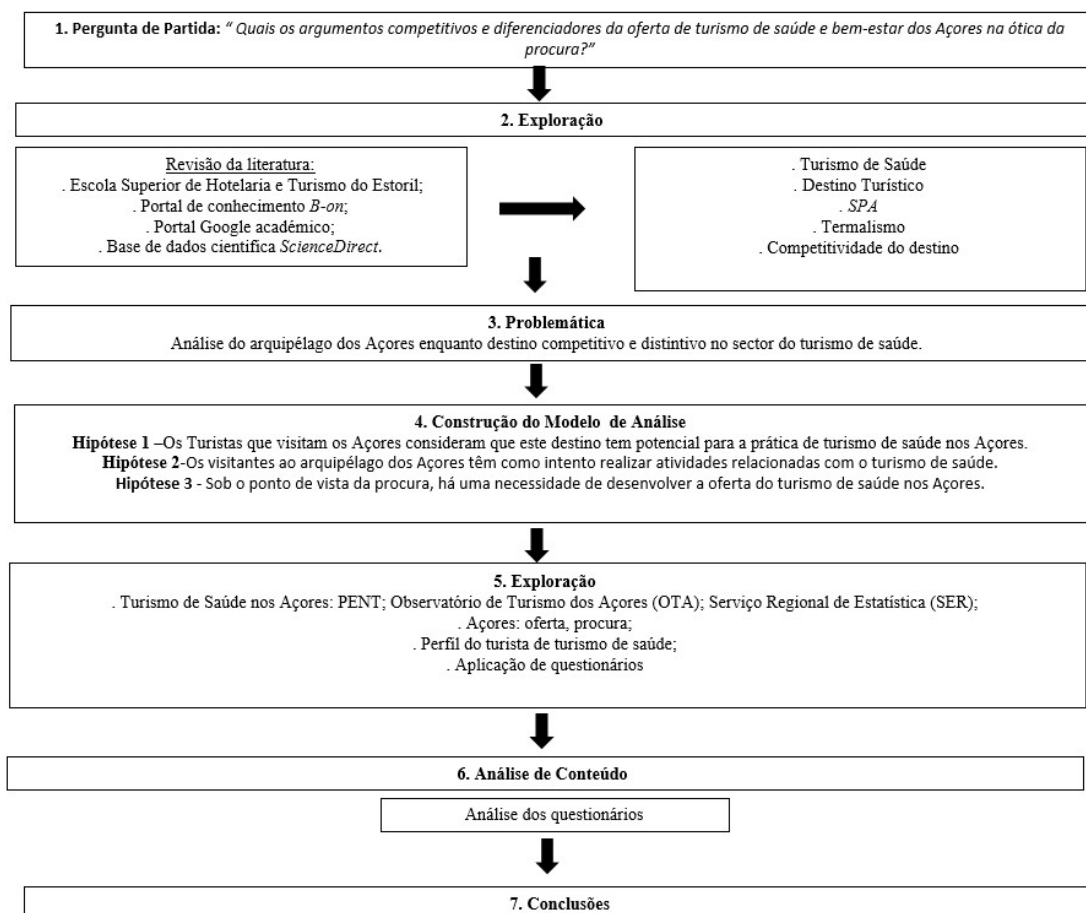 1. Pergunta de Partida: “ Quais os argumentos competitivos e diferenciadores da oferta de turismo de saúde e bem-estar dos Açores na ótica da
procura?”
2. Exploração
Revisão da literatura:
. Escola Superior de Hotelaria e Turismo do Estoril;
. Portal de conhecimento B-on;
. Portal Google académico;
. Base de dados científica ScienceDirect.
. Turismo de Saúde
. Destino Turístico
. SPA
. Termalismo
. Competitividade do destino
3. Problemática
Análise do arquipélago dos Açores enquanto destino competitivo e distintivo no sector do turismo de saúde.
4. Construção do Modelo de Análise
Hipótese 1 –Os Turistas que visitam os Açores consideram que este destino tem potencial para a prática de turismo de saúde nos Açores.
Hipótese 2-Os visitantes ao arquipélago dos Açores têm como intento realizar atividades relacionadas com o turismo de saúde.
Hipótese 3 - Sob o ponto de vista da procura, há uma necessidade de desenvolver a oferta do turismo de saúde nos Açores.
5. Exploração
. Turismo de Saúde nos Açores: PENT; Observatório de Turismo dos Açores (OTA); Serviço Regional de Estatística (SER);
. Açores: oferta, procura;
. Perfil do turista de turismo de saúde;
. Aplicação de questionários
6. Análise de Conteúdo
Análise dos questionários
7. Conclusões